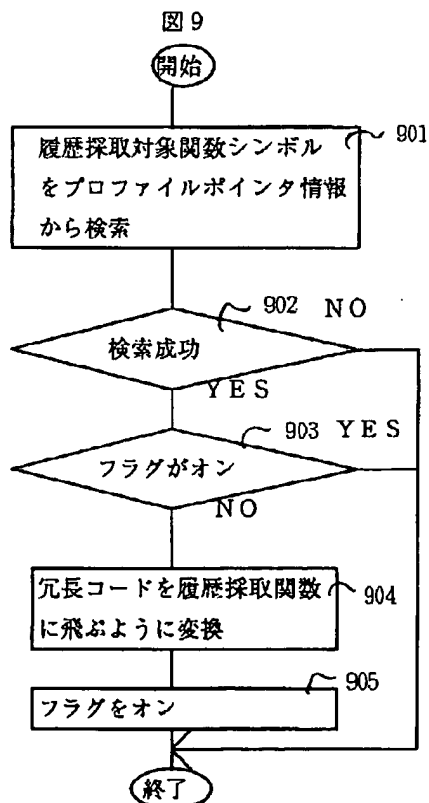 図9
開始
履歴採取対象関数シンボル
をプロファイルポインタ情報
から検索
901
902
NO
検索成功
YES
903
YES
フラグがオン
NO
冗長コードを履歴採取関数
に飛ぶように変換
904
905
フラグをオン
終了